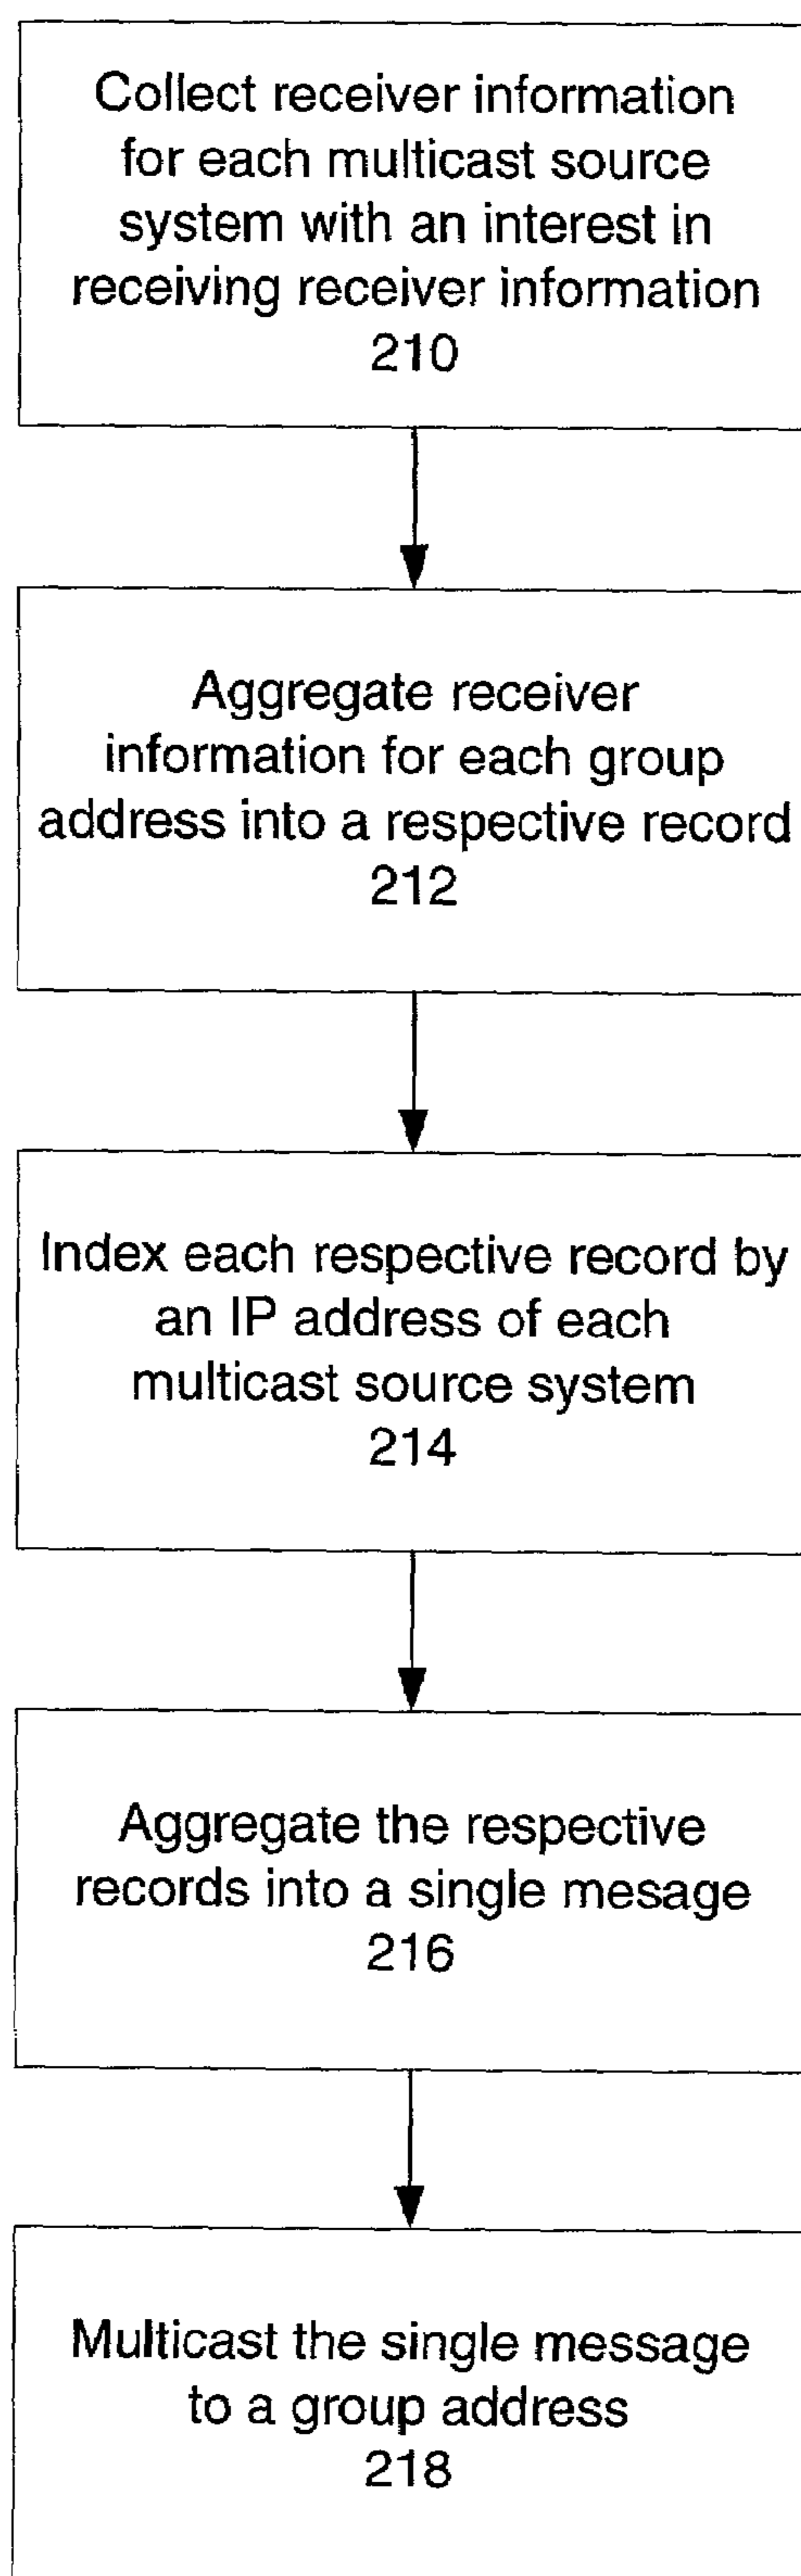 Collect receiver information
for each multicast source
system with an interest in
receiving receiver information
210
Aggregate receiver
information for each group
address into a respective record
212
Index each respective record by
an IP address of each
multicast source system
214
Aggregate the respective
records into a single mesage
216
Multicast the single message
to a group address
218